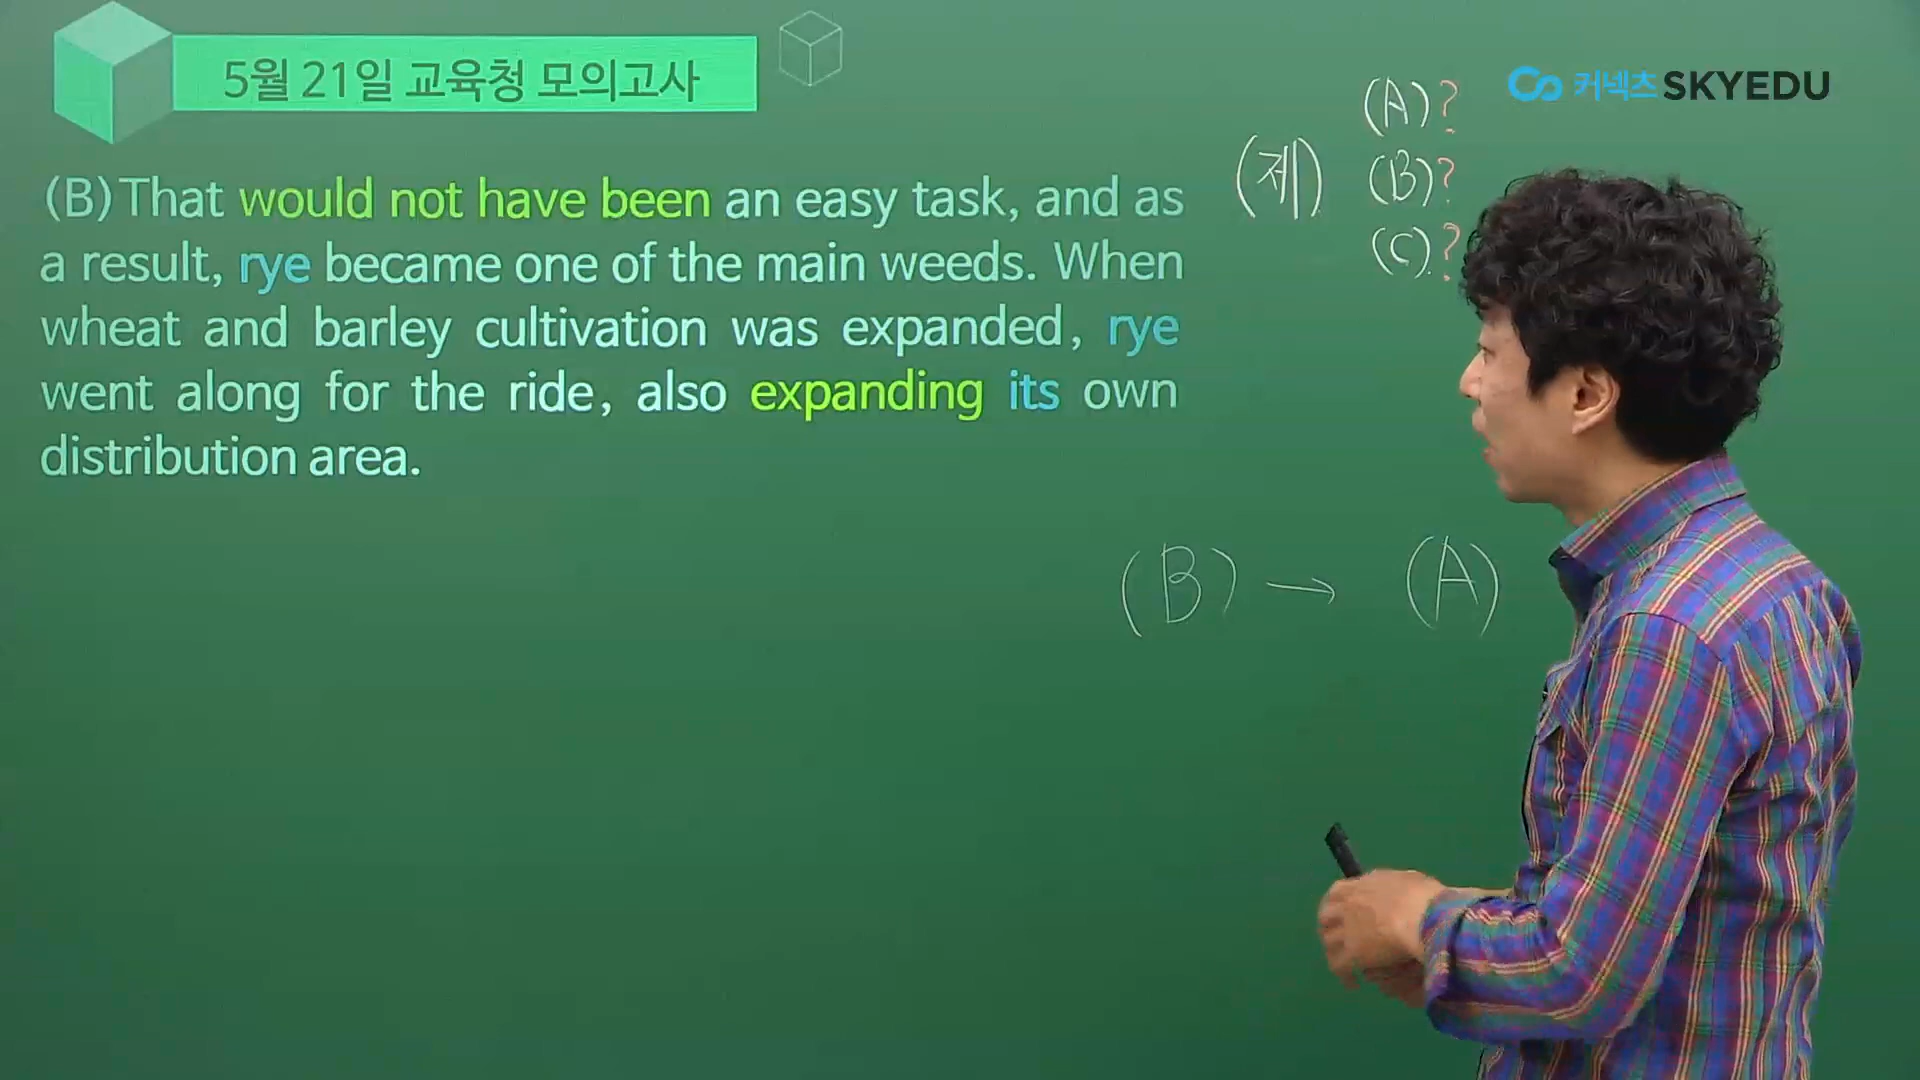 5월 21일 교육청 모의고사
커넥츠 SKYEDU
(B) That would not have been an easy task, and as
a result, rye became one of the main weeds. When
wheat and barley cultivation was expanded, rye
went along for the ride, also expanding its own
distribution area.
(제)
(A)?
(B)?
(C)?
(B) → (A)